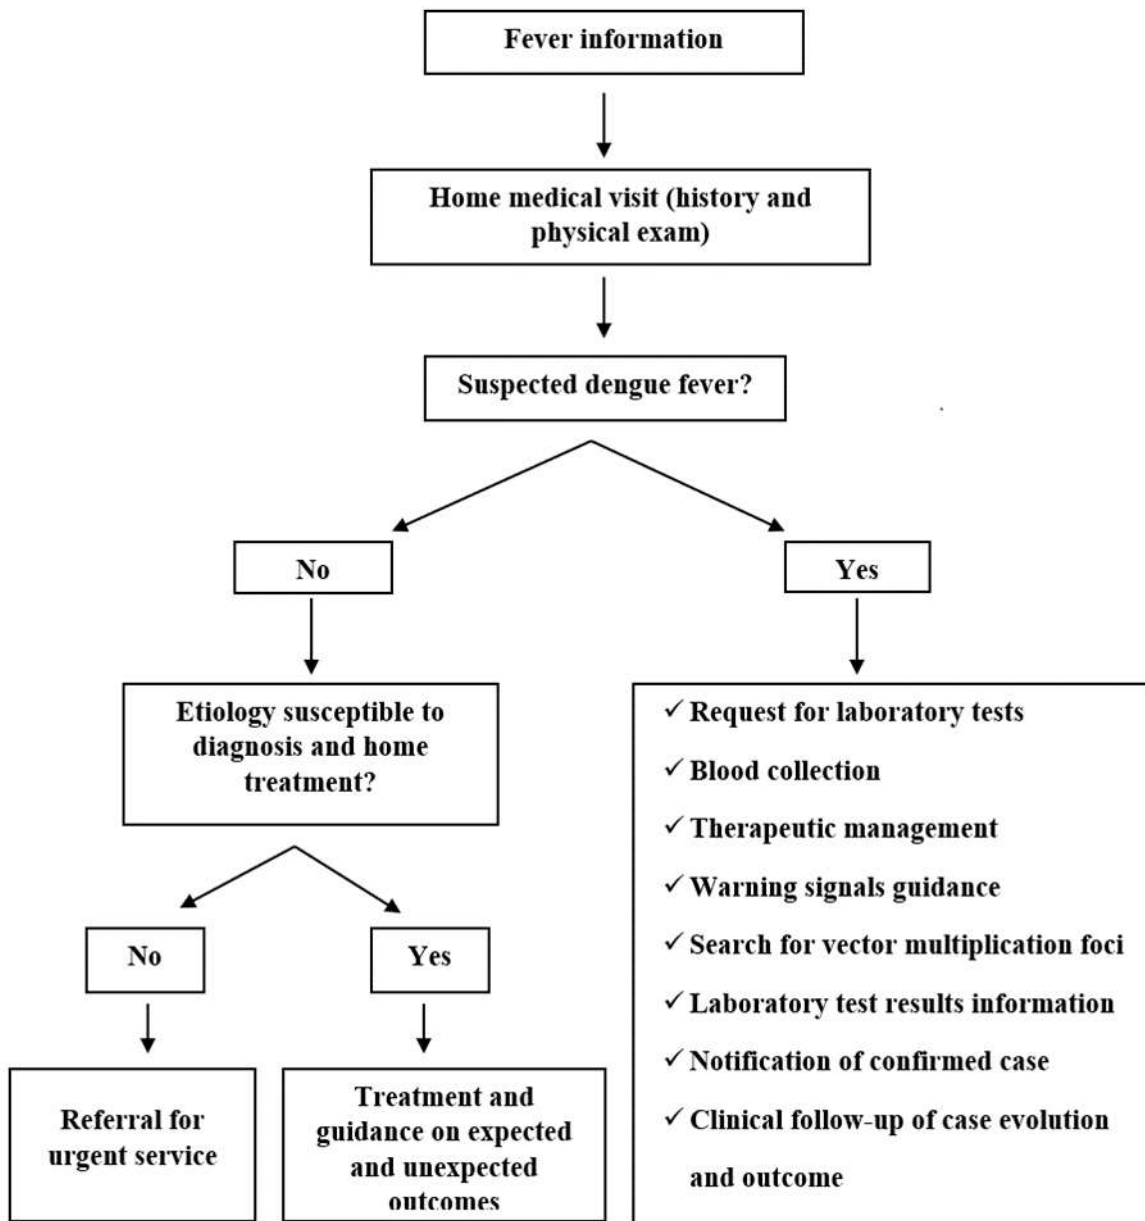 Fever information
Home medical visit (history and
physical exam)
Suspected dengue fever?
No
Yes
Etiology susceptible to
diagnosis and home
treatment?
✓ Request for laboratory tests
✓ Blood collection
✓ Therapeutic management
✓ Warning signals guidance
✓ Search for vector multiplication foci
✓ Laboratory test results information
✓ Notification of confirmed case
✓ Clinical follow-up of case evolution
and outcome
No
Yes
Referral for
urgent service
Treatment and
guidance on expected
and unexpected
outcomes